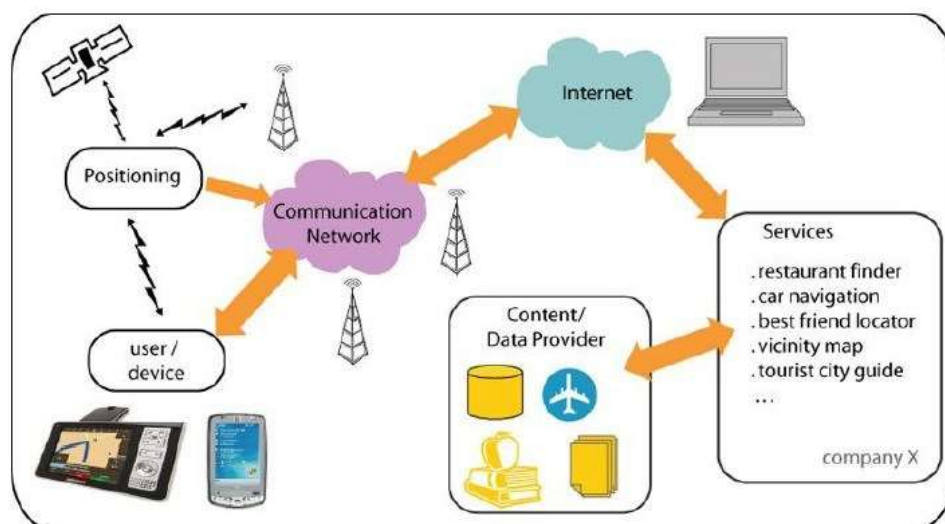 Internet
Positioning
Communication
Network
Services
.restaurant finder
.car navigation
.best friend locator
.vicinity map
.tourist city guide
...
company X
Content/
Data Provider
user /
device